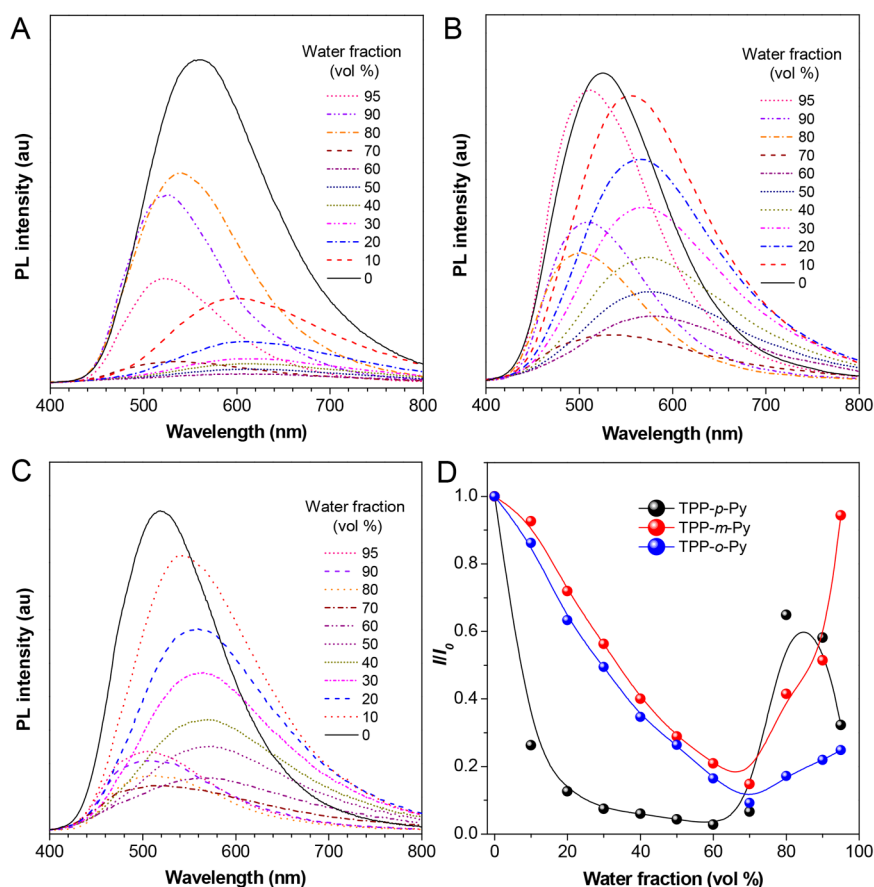 A
Water fraction
(vol %)
95
90
80
70
60
50
40
30
20
10
0
PL intensity (au)
400 500 600 700 800
Wavelength (nm)
B
Water fraction
(vol %)
95
90
80
70
60
50
40
30
20
10
0
PL intensity (au)
400 500 600 700 800
Wavelength (nm)
C
Water fraction
(vol %)
95
90
80
70
60
50
40
30
20
10
0
PL intensity (au)
400 500 600 700 800
Wavelength (nm)
D
1.0
0.8
0.6
0.4
0.2
0.0
I/I0
TPP-p-Py
TPP-m-Py
TPP-o-Py
0 20 40 60 80 100
Water fraction (vol %)